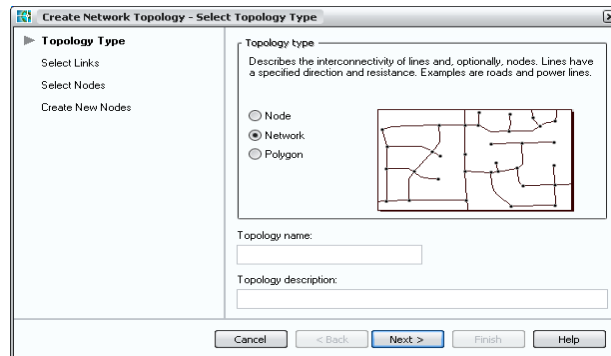 Create Network Topology - Select Topology Type
Topology Type
Select Links
Select Nodes
Create New Nodes
Topology type
Describes the interconnectivity of lines and, optionally, nodes. Lines have
a specified direction and resistance. Examples are roads and power lines.
Node
Network
Polygon
Topology name:
Topology description:
Cancel
< Back
Next >
Finish
Help